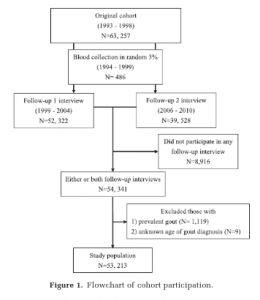 Original cohort
(1993 - 1998)
N=63, 257
Blood collection in random 3%
(1994 - 1999)
N= 486
Follow-up 1 interview
(1999 - 2004)
N=52, 322
Follow-up 2 interview
(2006 - 2010)
N=39, 528
Did not participate in any
follow-up interview
N=8,916
Either or both follow-up interviews
N=54, 341
Excluded those with
1) prevalent gout (N= 1,119)
2) unknown age of gout diagnosis (N=9)
Study population
N=53, 213
Figure 1. Flowchart of cohort participation.